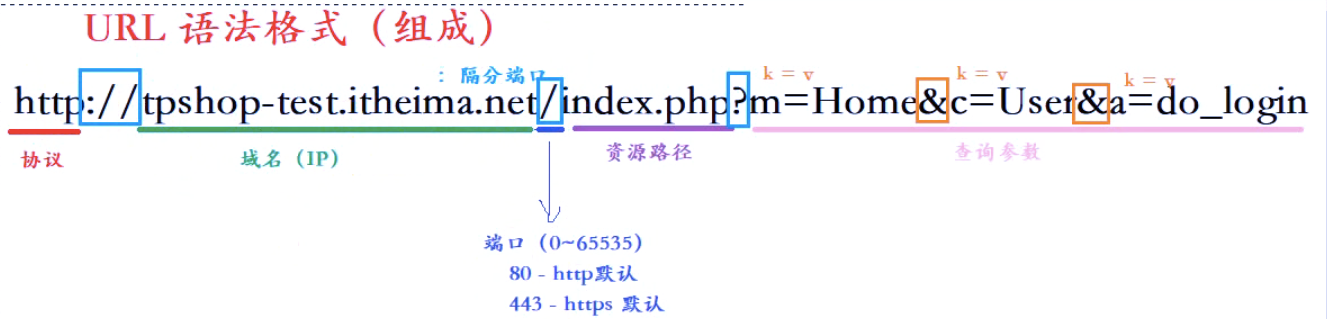 URL 语法格式（组成）
: 隔分端口
k = v
k = v
k = v
http://tpshop-test.itheima.net/index.php?m=Home&c=User&a=do_login
协议
域名（IP）
资源路径
查询参数
端口（0~65535）
80 - http默认
443 - https 默认